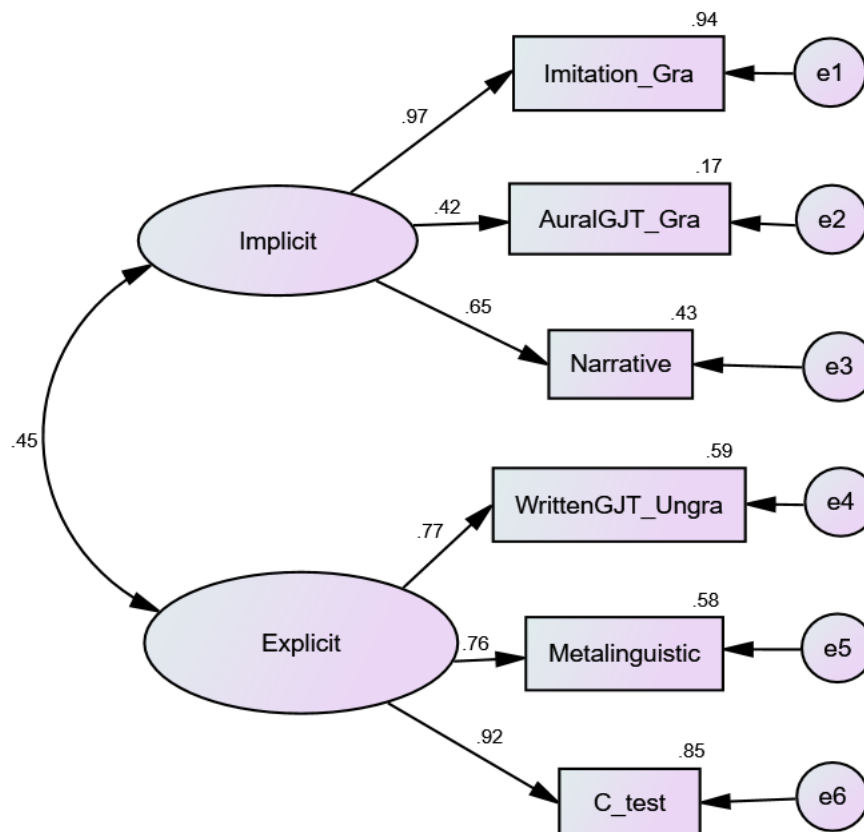 .94
Imitation_Gra
e1
.97
.17
.42
AuralGJT_Gra
e2
Implicit
.65
.43
Narrative
e3
.45
.59
WrittenGJT_Ungra
e4
.77
.58
Explicit
.76
Metalinguistic
e5
.92
.85
C_test
e6